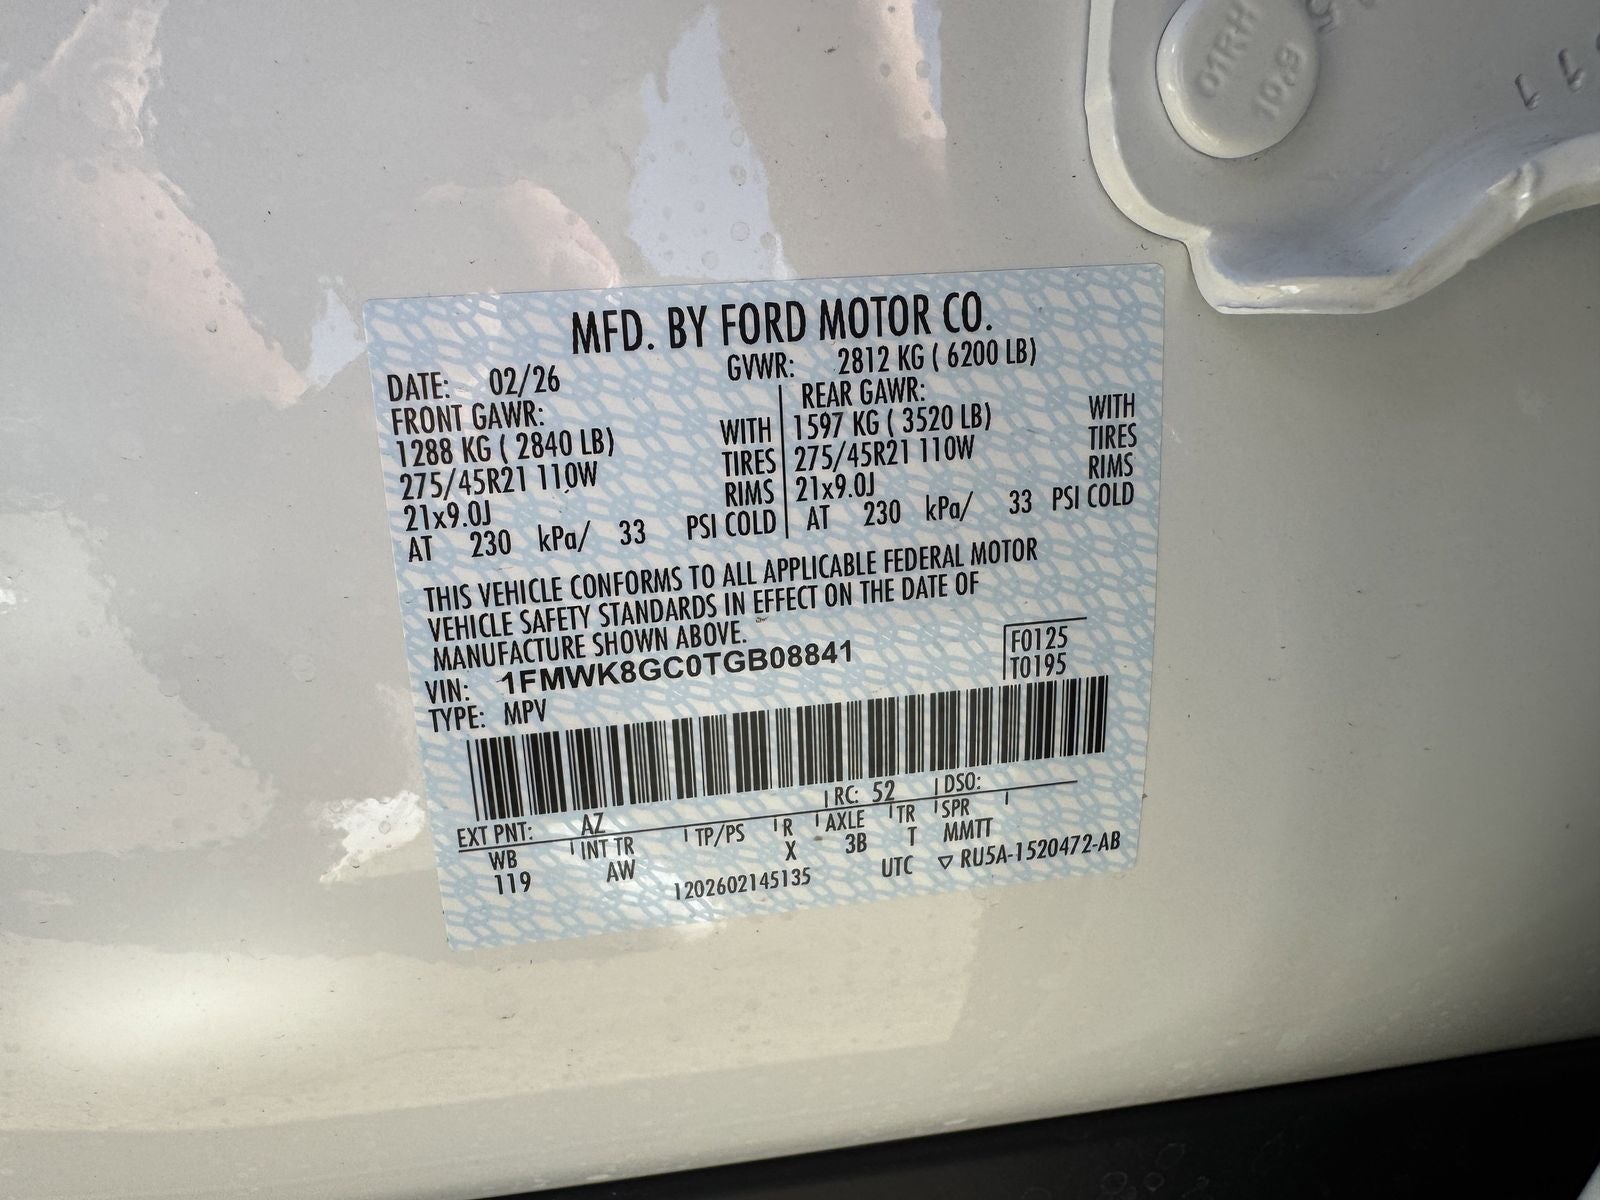 01RH
MFD. BY FORD MOTOR CO.
DATE: 02/26 GVWR: 2812 KG ( 6200 LB)
FRONT GAWR: REAR GAWR:
1288 KG ( 2840 LB) WITH 1597 KG ( 3520 LB) WITH
275/45R21 110W TIRES 275/45R21 110W TIRES
21x9.0J RIMS 21x9.0J RIMS
AT 230 kPa/ 33 PSI COLD AT 230 kPa/ 33 PSI COLD
THIS VEHICLE CONFORMS TO ALL APPLICABLE FEDERAL MOTOR
VEHICLE SAFETY STANDARDS IN EFFECT ON THE DATE OF
MANUFACTURE SHOWN ABOVE.
VIN: 1FMWK8GC0TGB08841 F0125
TYPE: MPV T0195
EXT PNT: AZ RC: 52 DSO:
WB INT TR TP/PS R AXLE TR SPR
119 AW X 3B T MMTT
1202602145135 UTC ▽ RU5A-1520472-AB